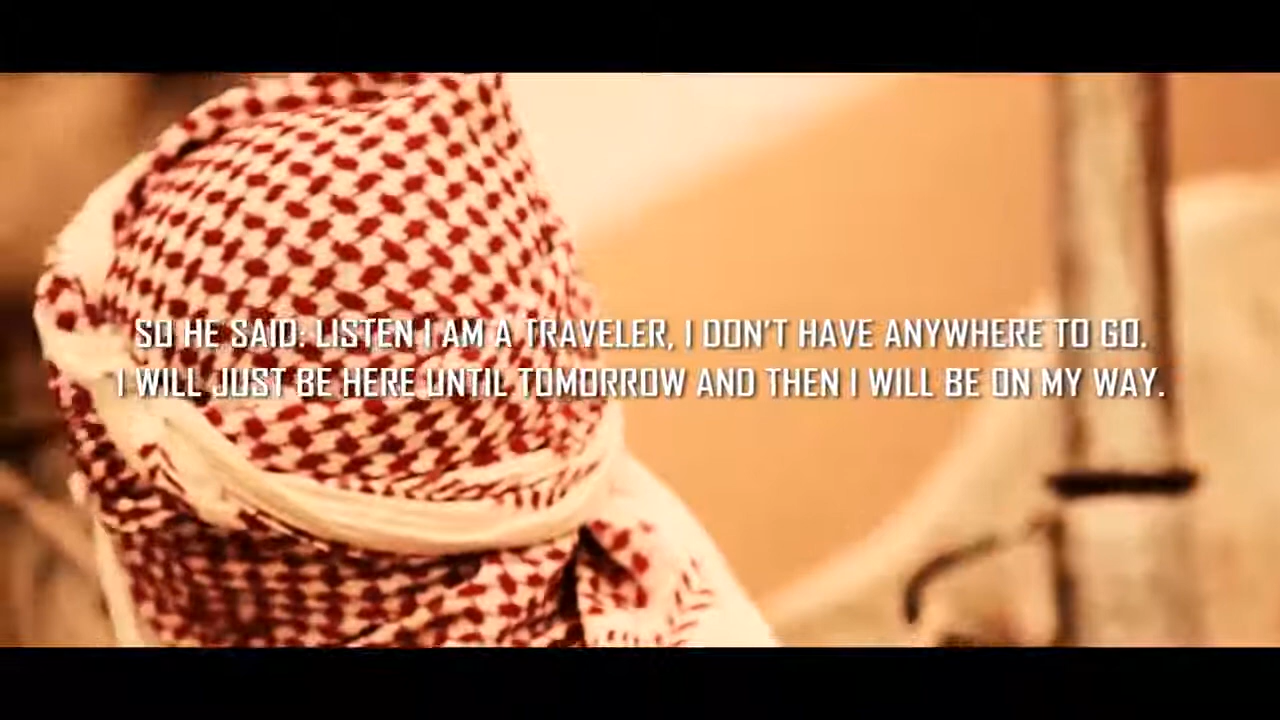 SO HE SAID: LISTEN I AM A TRAVELER, I DON'T HAVE ANYWHERE TO GO.
I WILL JUST BE HERE UNTIL TOMORROW AND THEN I WILL BE ON MY WAY.